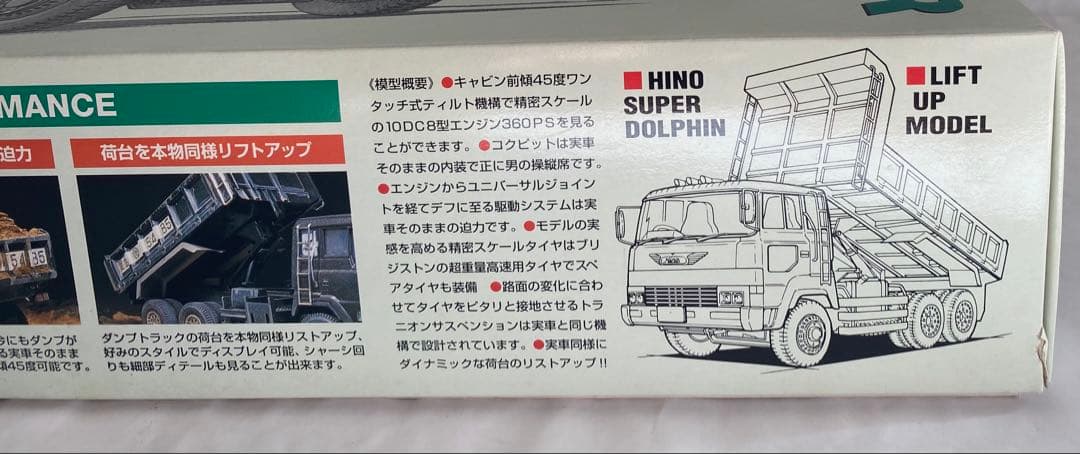 MANCE
迫力
荷台を本物同様リフトアップ
54 35
54 85
今にもダンプが
る実車そのまま
傾45度可能です。
ダンプトラックの荷台を本物同様リストアップ、
好みのスタイルでディスプレイ可能、シャーシ回
りも細部ディテールも見ることが出来ます。
《模型概要》●キャビン前傾45度ワン
タッチ式ティルト機構で精密スケール
の10DC8型エンジン360PSを見る
ことができます。●コクピットは実車
そのままの内装で正に男の操縦席です。
●エンジンからユニバーサルジョイン
トを経てデフに至る駆動システムは実
車そのままの迫力です。●モデルの実
感を高める精密スケールタイヤはブリ
ジストンの超重量高速用タイヤでスペ
アタイヤも装備 ●路面の変化に合わ
せてタイヤをピタリと接地させるトラ
ニオンサスペンションは実車と同じ機
構で設計されています。●実車同様に
ダイナミックな荷台のリストアップ!!
■HINO
SUPER
DOLPHIN
■LIFT
UP
MODEL